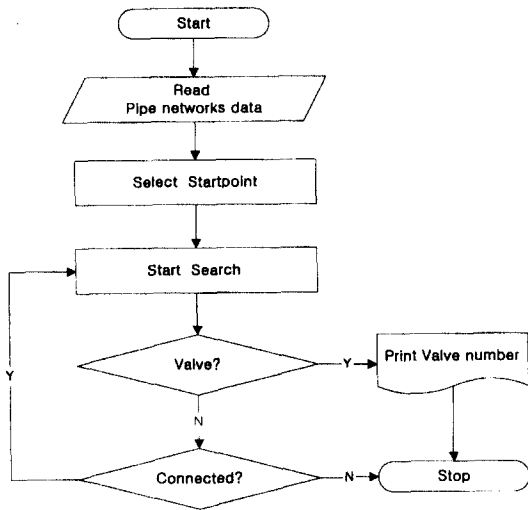 Start
Read
Pipe networks data
Select Startpoint
Start Search
Valve?
Y
Print Valve number
Y
N
Connected?
N
Stop